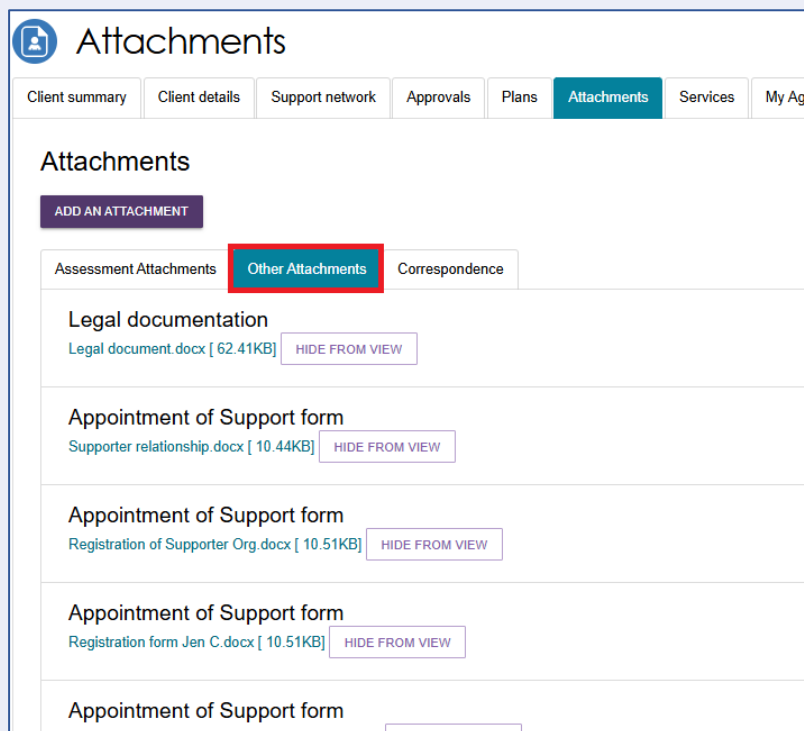 Attachments
Client summary Client details Support network Approvals Plans Attachments Services My Ag
Attachments
ADD AN ATTACHMENT
Assessment Attachments Other Attachments Correspondence
Legal documentation
Legal document.docx [ 62.41KB] HIDE FROM VIEW
Appointment of Support form
Supporter relationship.docx [ 10.44KB] HIDE FROM VIEW
Appointment of Support form
Registration of Supporter Org.docx [ 10.51KB] HIDE FROM VIEW
Appointment of Support form
Registration form Jen C.docx [ 10.51KB] HIDE FROM VIEW
Appointment of Support form